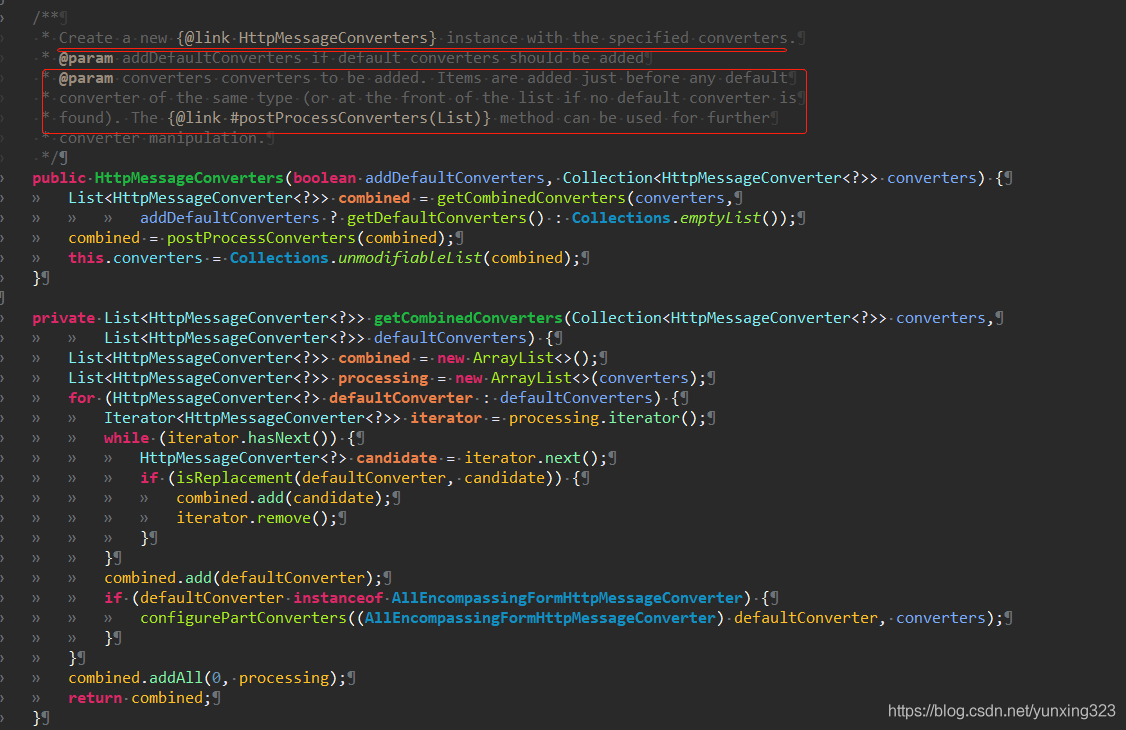 /**
 * Create a new {@link HttpMessageConverters} instance with the specified converters.
 * @param addDefaultConverters if default converters should be added
 * @param converters converters to be added. Items are added just before any default
 * converter of the same type (or at the front of the list if no default converter is
 * found). The {@link #postProcessConverters(List)} method can be used for further
 * converter manipulation.
 */
public HttpMessageConverters(boolean addDefaultConverters, Collection<HttpMessageConverter<?>> converters) {
    List<HttpMessageConverter<?>> combined = getCombinedConverters(converters,
            addDefaultConverters ? getDefaultConverters() : Collections.emptyList());
    combined = postProcessConverters(combined);
    this.converters = Collections.unmodifiableList(combined);
}
private List<HttpMessageConverter<?>> getCombinedConverters(Collection<HttpMessageConverter<?>> converters,
        List<HttpMessageConverter<?>> defaultConverters) {
    List<HttpMessageConverter<?>> combined = new ArrayList<>();
    List<HttpMessageConverter<?>> processing = new ArrayList<>(converters);
    for (HttpMessageConverter<?> defaultConverter : defaultConverters) {
        Iterator<HttpMessageConverter<?>> iterator = processing.iterator();
        while (iterator.hasNext()) {
            HttpMessageConverter<?> candidate = iterator.next();
            if (isReplacement(defaultConverter, candidate)) {
                combined.add(candidate);
                iterator.remove();
            }
        }
        combined.add(defaultConverter);
        if (defaultConverter instanceof AllEncompassingFormHttpMessageConverter) {
            configurePartConverters((AllEncompassingFormHttpMessageConverter) defaultConverter, converters);
        }
    }
    combined.addAll(0, processing);
    return combined;
}
https://blog.csdn.net/yunxing323